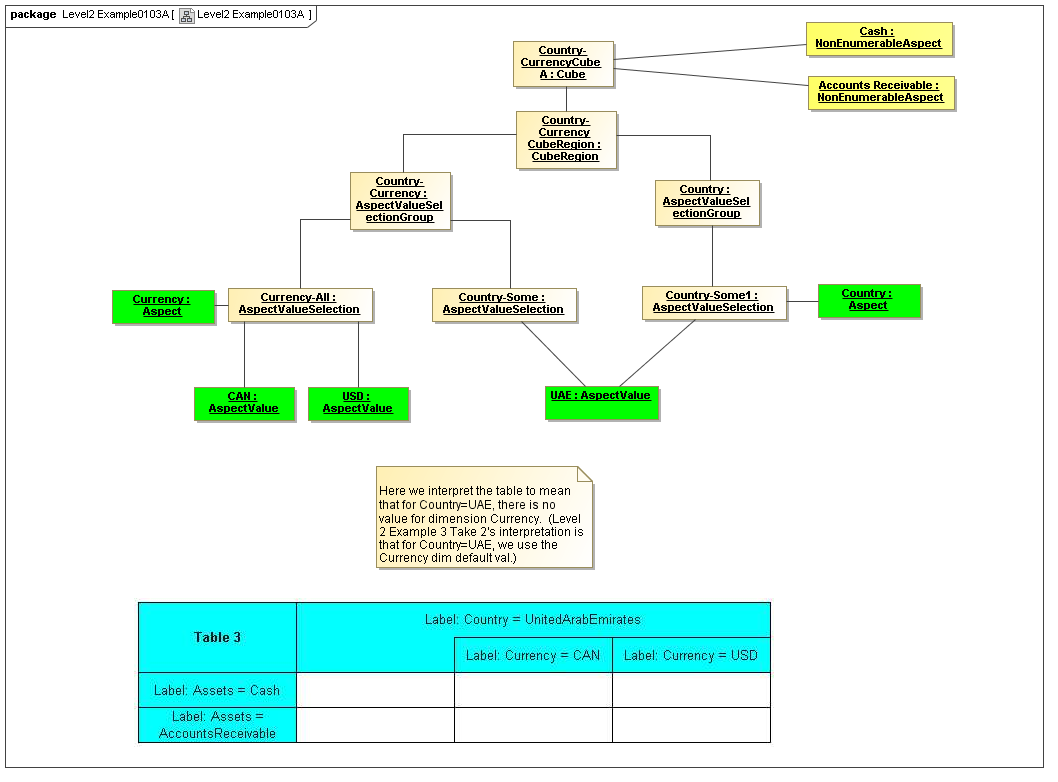 package Level2 Example0103A [ Level2 Example0103A ]
Country-
CurrencyCube
A : Cube
Cash :
NonEnumerableAspect
Accounts Receivable :
NonEnumerableAspect
Country-
Currency
CubeRegion :
CubeRegion
Country-
Currency :
AspectValueSel
ectionGroup
Country :
AspectValueSel
ectionGroup
Currency :
Aspect
Currency-All :
AspectValueSelection
Country-Some :
AspectValueSelection
Country-Some1 :
AspectValueSelection
Country :
Aspect
CAN :
AspectValue
USD :
AspectValue
UAE : AspectValue
Here we interpret the table to mean
that for Country=UAE, there is no
value for dimension Currency. (Level
2 Example 3 Take 2's interpretation is
that for Country=UAE, we use the
Currency dim default val.)
Table 3
Label: Country = UnitedArabEmirates
Label: Currency = CAN
Label: Currency = USD
Label: Assets = Cash
Label: Assets =
AccountsReceivable